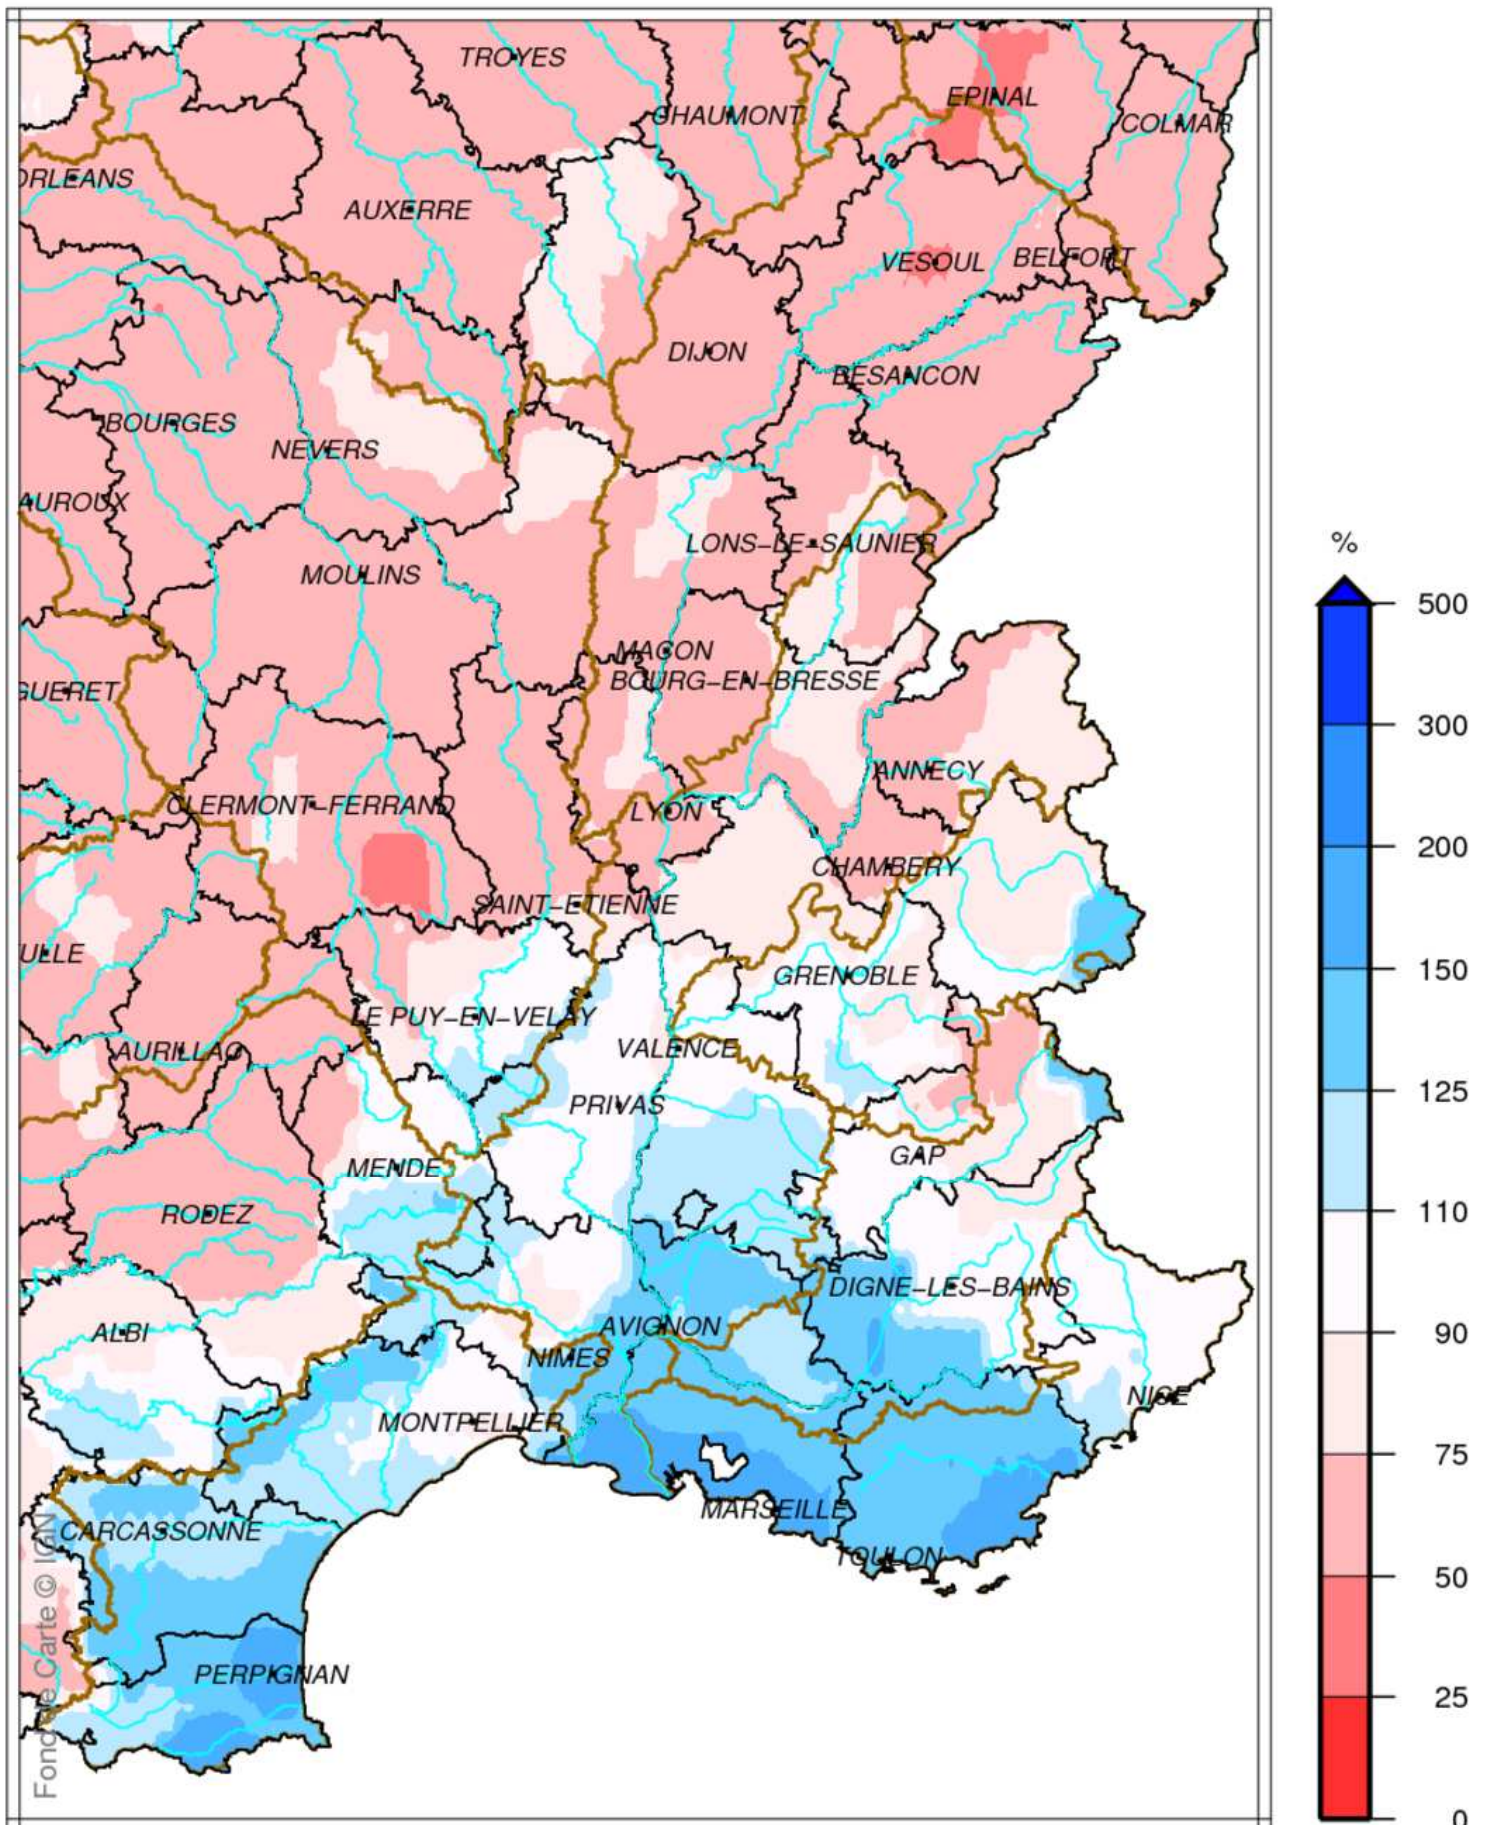 TROYES
EPINAL
CHAUMONT
COLMAR
ORLEANS
AUXERRE
VESOUL
BELFORT
DIJON
BESANCON
BOURGES
NEVERS
AUROUX
LONS-LE-SAUNIER
MOULINS
MACON
BOURG-EN-BRESSE
GUERET
ANNECY
CLERMONT-FERRAND
LYON
CHAMBERY
SAINT-ETIENNE
ULLE
GRENOBLE
LE PUY-EN-VELAY
AURILLAC
VALENCE
PRIVAS
GAP
MENDE
RODEZ
DIGNE-LES-BAINS
ALBI
AVIGNON
NIMES
NICE
MONTPELLIER
MARSEILLE
CARCASSONNE
TOULON
PERPIGNAN
Fond de Carte © IGN
%
500
300
200
150
125
110
90
75
50
25
0